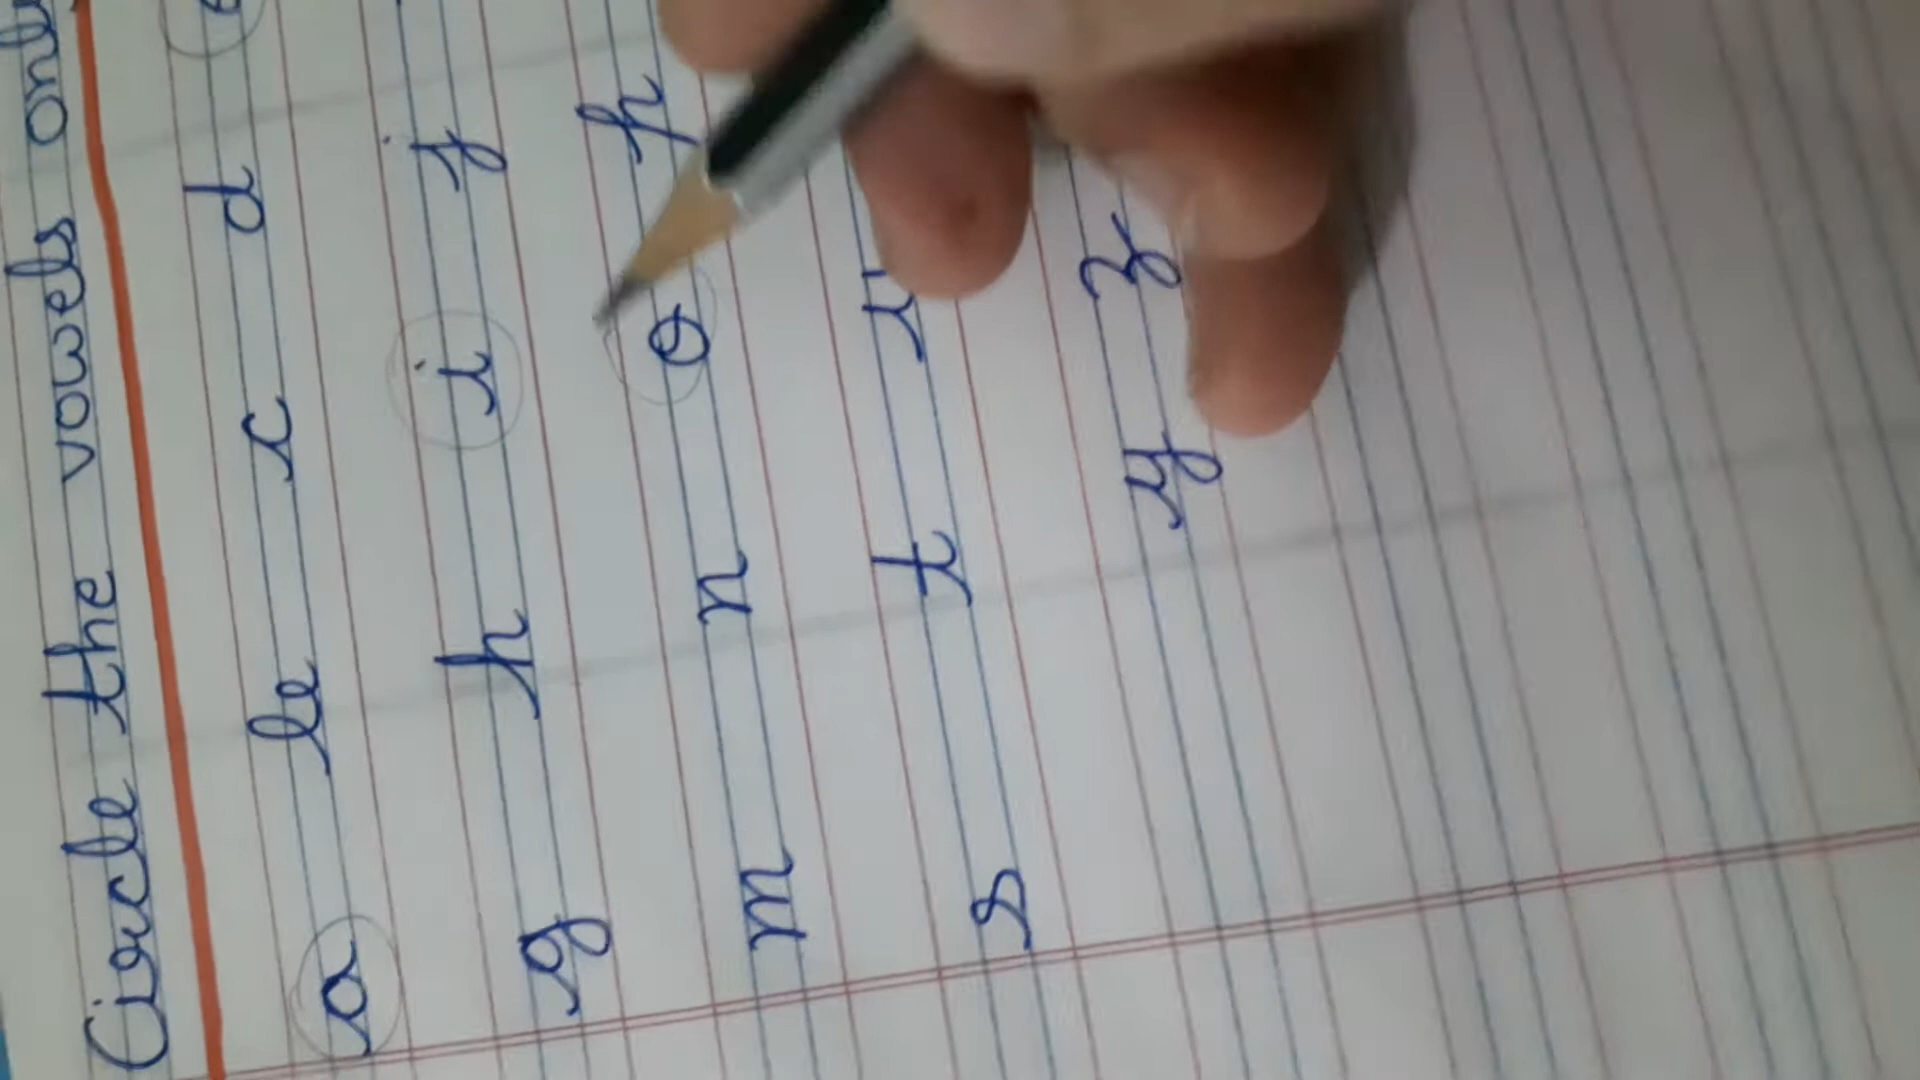 Circle the vowels only
a b c d e
g h i j
m n o p
s t u
y z